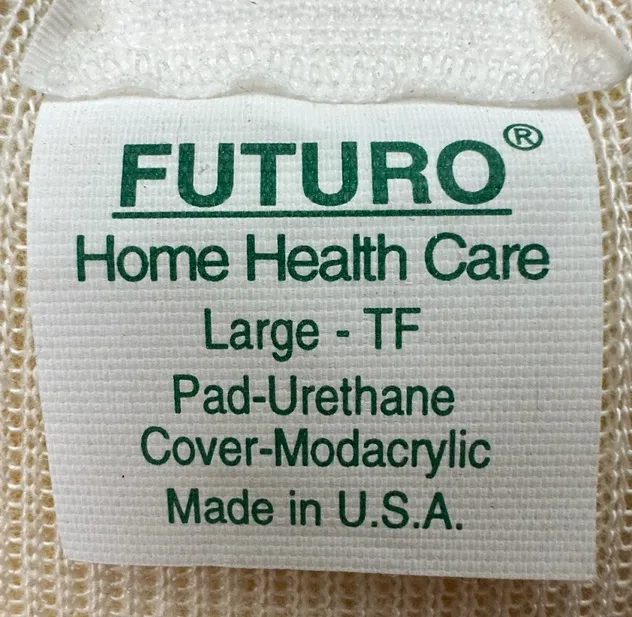 FUTURO®
Home Health Care
Large - TF
Pad-Urethane
Cover-Modacrylic
Made in U.S.A.